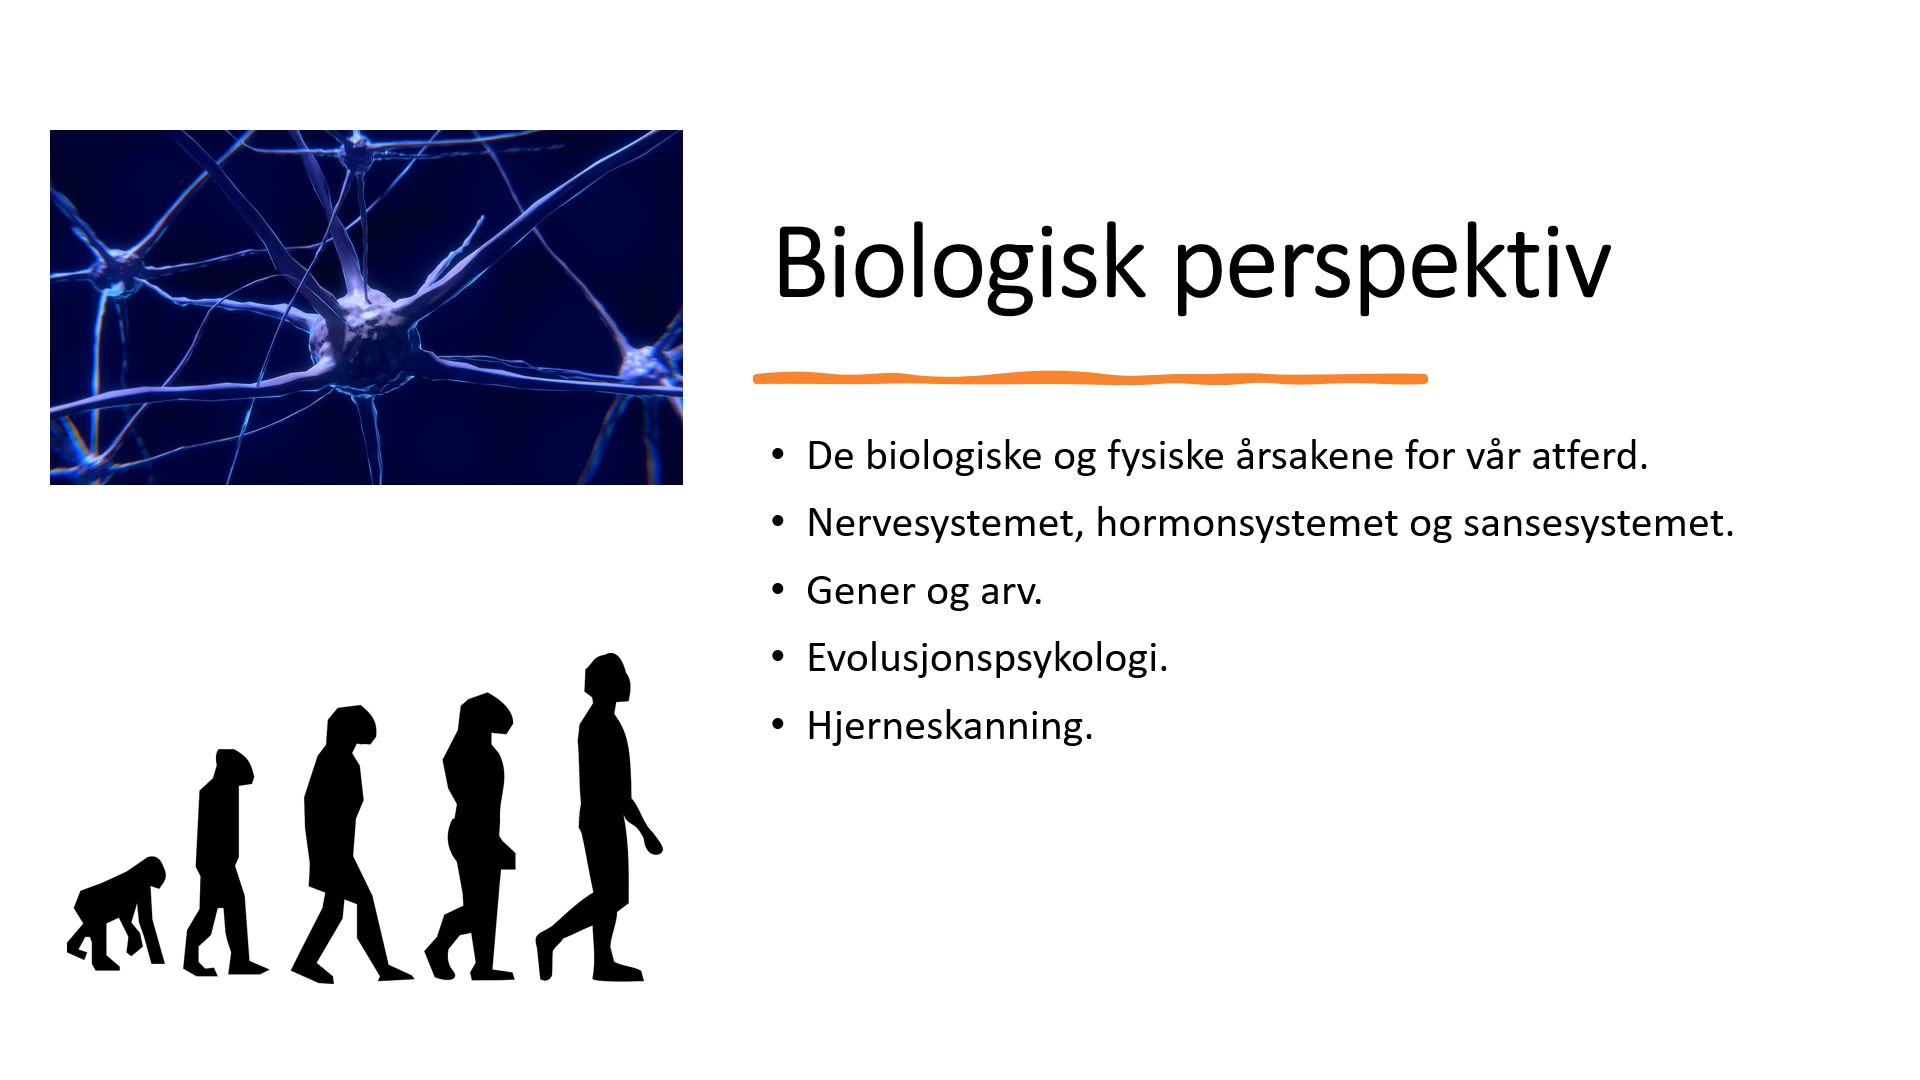 Biologisk perspektiv
• De biologiske og fysiske årsakene for vår atferd.
• Nervesystemet, hormonsystemet og sansesystemet.
• Gener og arv.
• Evolusjonspsykologi.
• Hjerneskanning.